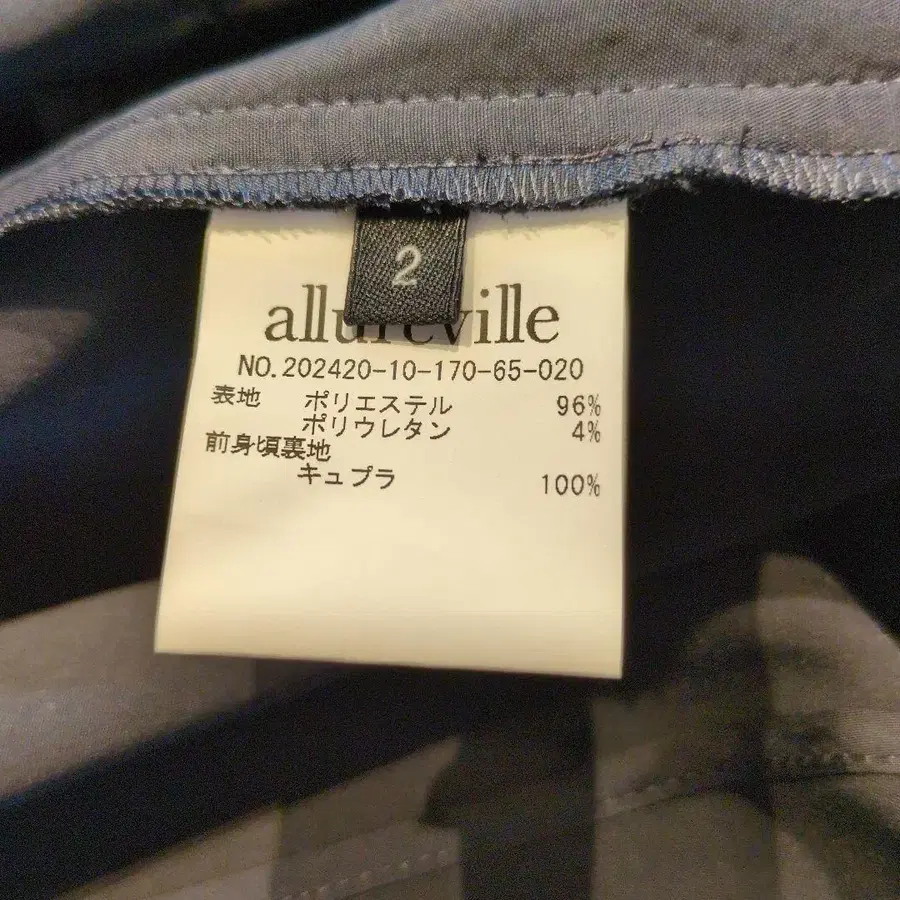 2
allureville
NO.202420-10-170-65-020
表地 ポリエステル 96%
ポリウレタン 4%
前身頃裏地
キュプラ 100%